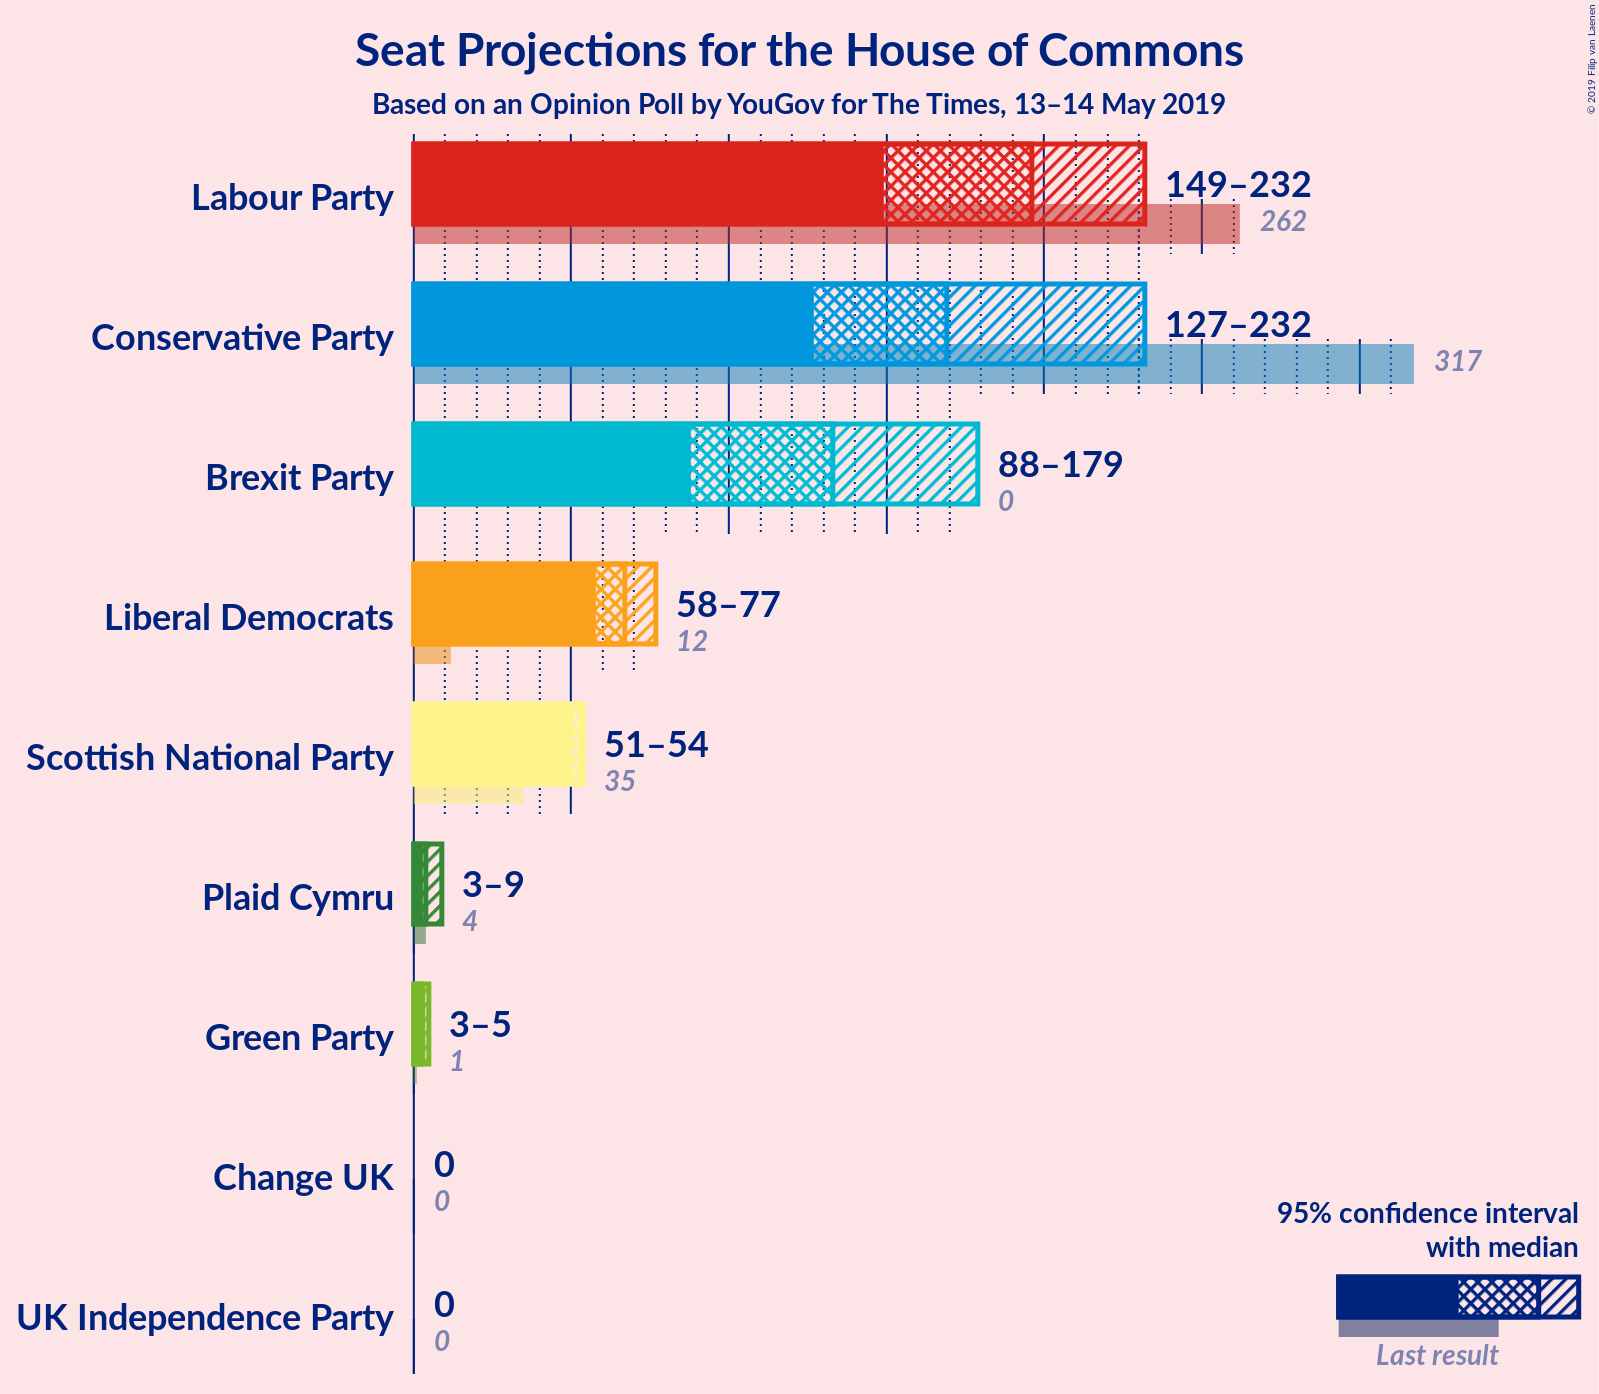 Seat Projections for the House of Commons
Based on an Opinion Poll by YouGov for The Times, 13–14 May 2019
© 2019 Filip van Laenen
Labour Party
149–232
262
Conservative Party
127–232
317
Brexit Party
88–179
0
Liberal Democrats
58–77
12
Scottish National Party
51–54
35
Plaid Cymru
3–9
4
Green Party
3–5
1
Change UK
0
0
UK Independence Party
0
0
95% confidence interval
with median
Last result